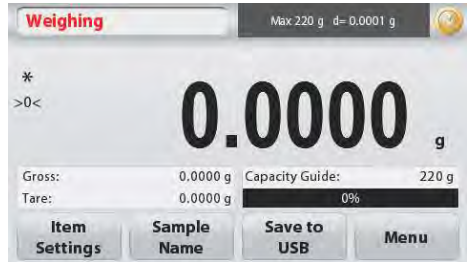 Weighing
Max 220 g d= 0.0001 g
*
>0<
0.0000 g
Gross: 0.0000 g
Tare: 0.0000 g
Capacity Guide: 220 g
0%
Item Settings
Sample Name
Save to USB
Menu